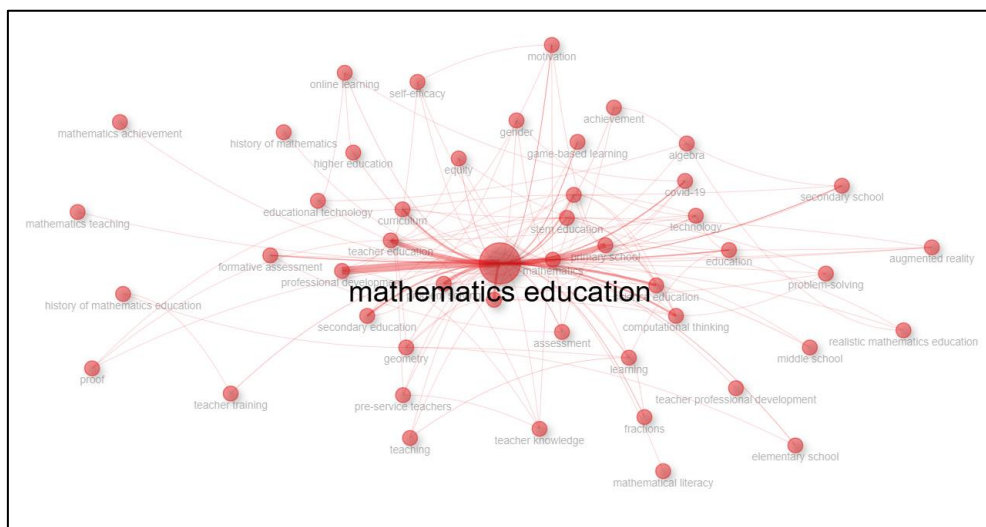 motivation
online learning
self-efficacy
achievement
mathematics achievement
gender
history of mathematics
game-based learning
algebra
higher education
equity
covid-19
secondary school
educational technology
curriculum
mathematics teaching
technology
stem education
teacher education
primary school
augmented reality
education
formative assessment
mathematics
professional development
problem-solving
mathematics education
education
history of mathematics education
secondary education
computational thinking
realistic mathematics education
assessment
geometry
middle school
learning
proof
teacher training
pre-service teachers
teacher professional development
fractions
teaching
teacher knowledge
elementary school
mathematical literacy